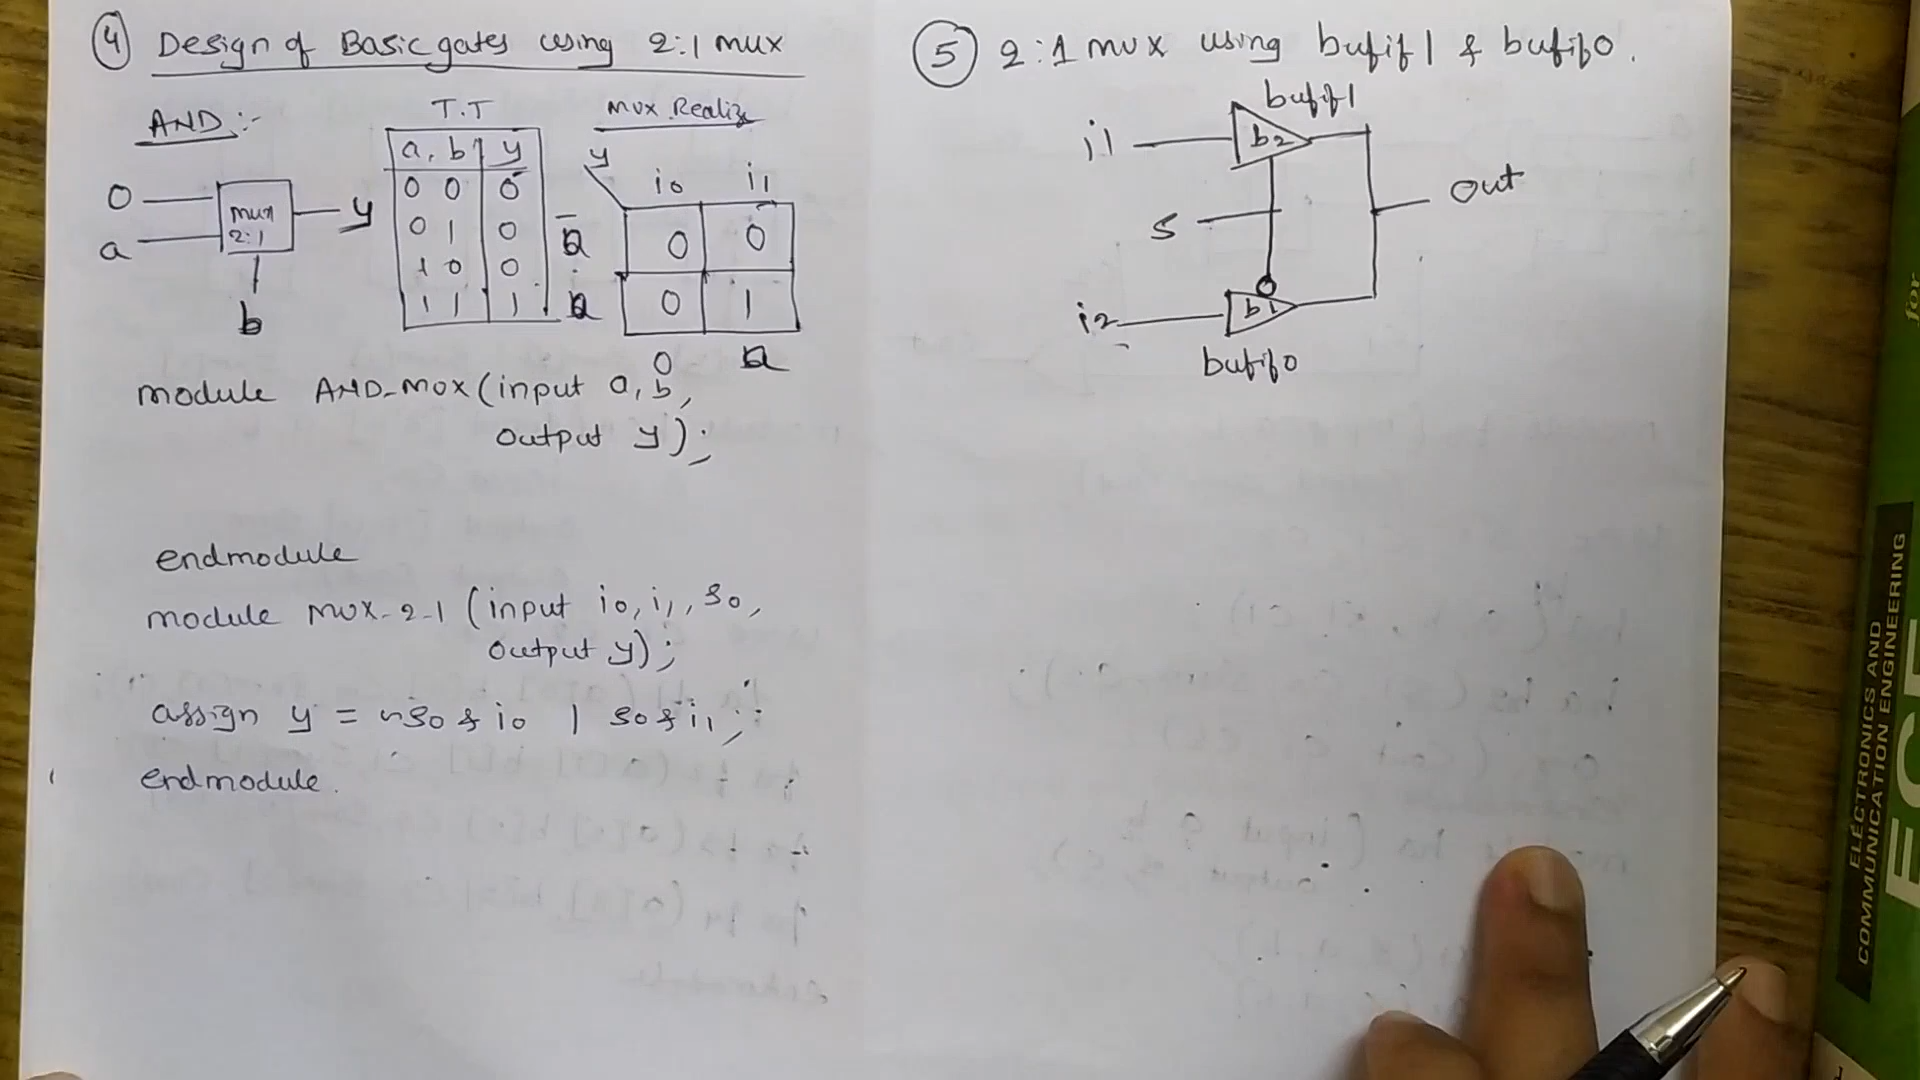 4 Design of Basic gates using 2:1 mux
AND:-
T.T
Mux Realiz
0
a
mux
2:1
y
b
a, b y
0 0 0
0 1 0
1 0 0
1 1 1
y i0 i1
a̅ 0 0
a 0 1
0 a
module AND-MUX (input a, b,
output y);
endmodule
module mux-2-1 (input i0, i1, s0,
output y);
assign y = ~s0 & i0 | s0 & i1;
endmodule.
5 2:1 mux using bufif1 & bufif0.
bufif1
i1
b2
out
s
i2
b1
bufif0
for
ELECTRONICS AND
COMMUNICATION ENGINEERING